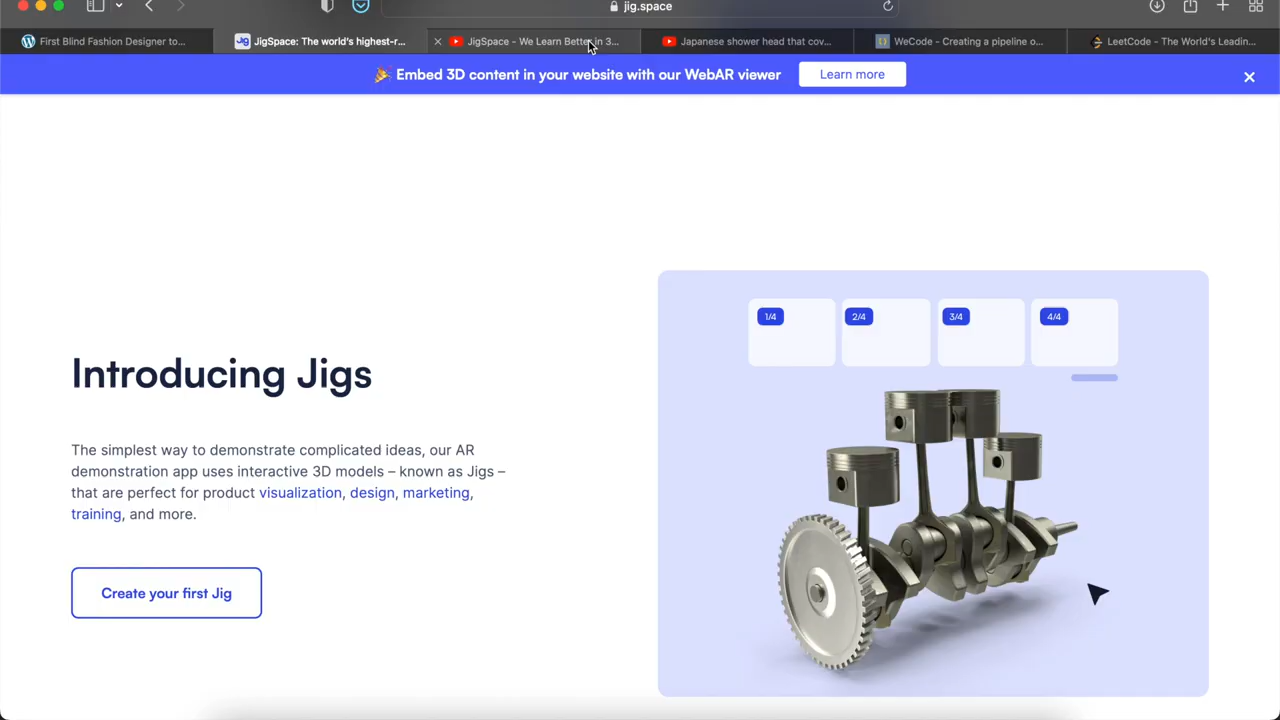 jig.space
First Blind Fashion Designer to...
JigSpace: The world's highest-r...
JigSpace - We Learn Better in 3...
Japanese shower head that cov...
WeCode - Creating a pipeline o...
LeetCode - The World's Leadin...
🎉 Embed 3D content in your website with our WebAR viewer
Learn more
Introducing Jigs
The simplest way to demonstrate complicated ideas, our AR
demonstration app uses interactive 3D models – known as Jigs –
that are perfect for product visualization, design, marketing,
training, and more.
Create your first Jig
1/4
2/4
3/4
4/4